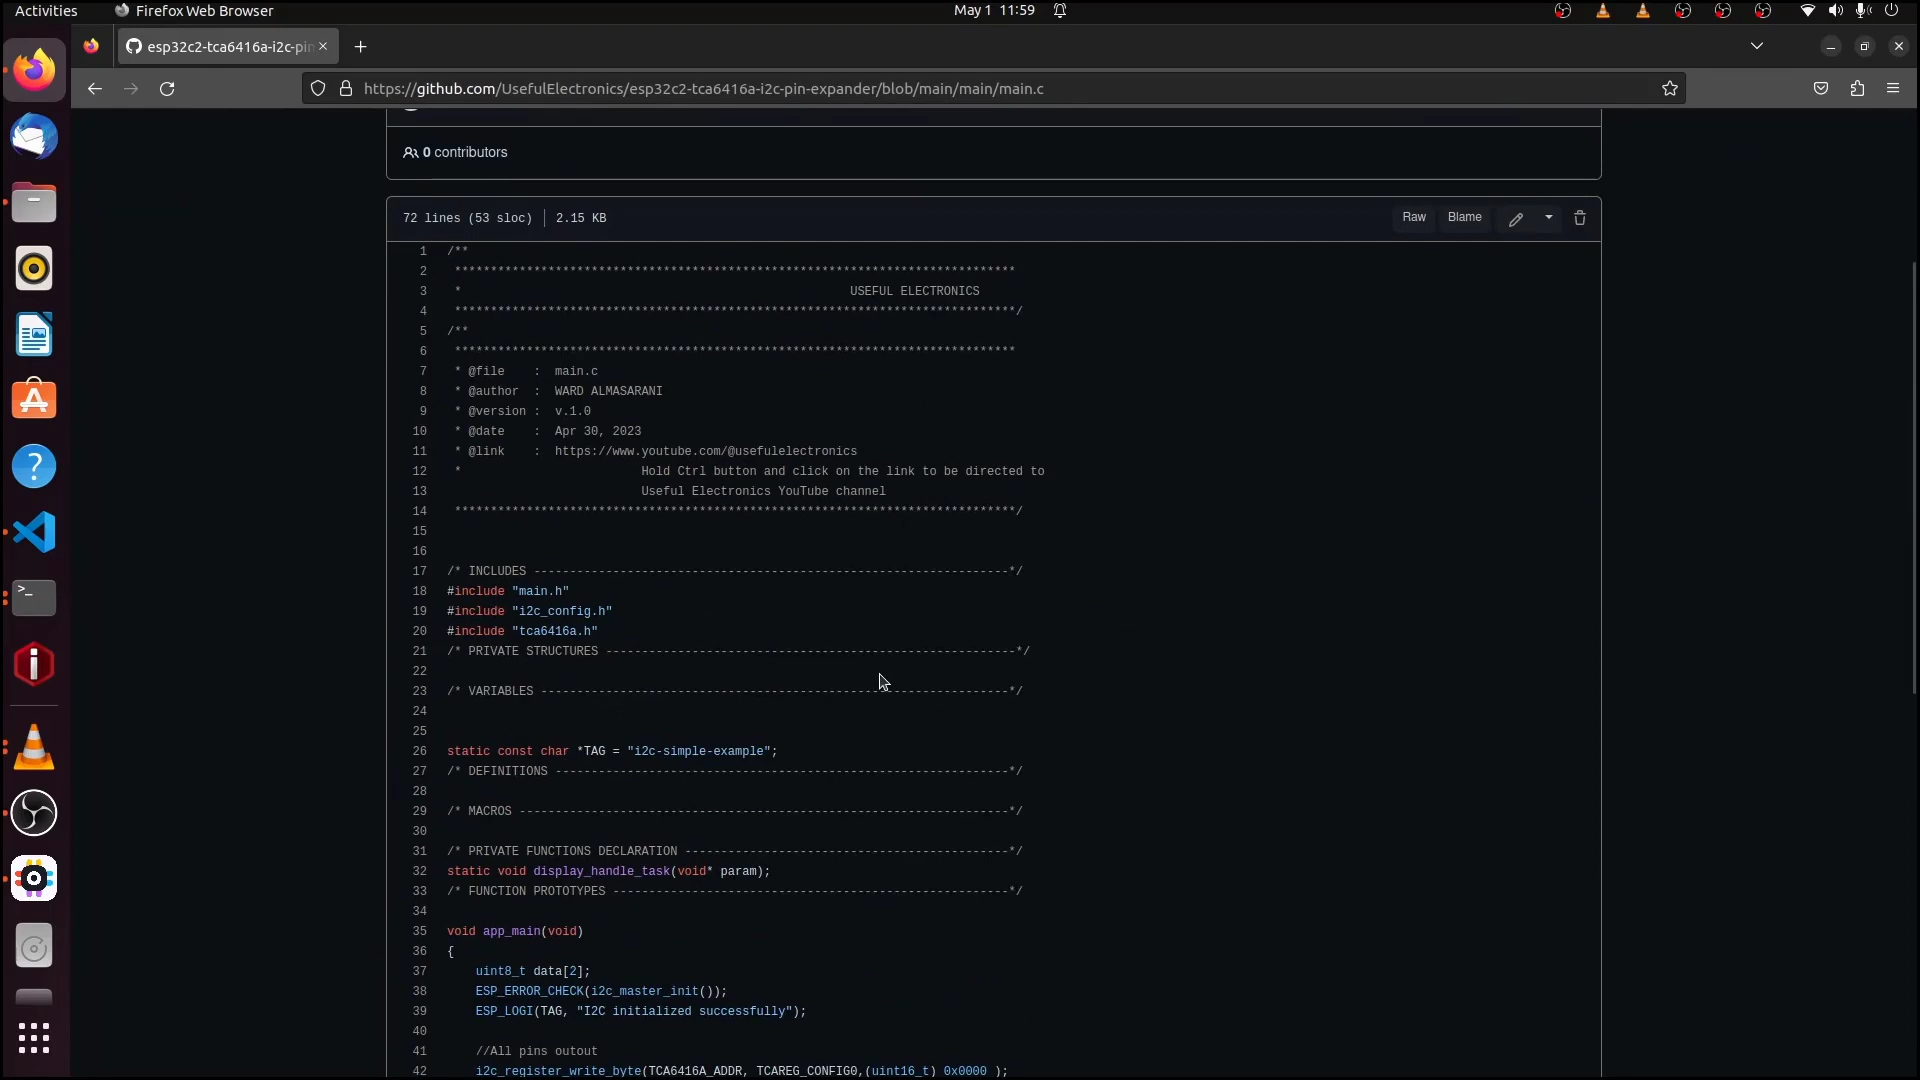 Activities
Firefox Web Browser
May 1 11:59
esp32c2-tca6416a-i2c-pin
https://github.com/UsefulElectronics/esp32c2-tca6416a-i2c-pin-expander/blob/main/main/main.c
0 contributors
72 lines (53 sloc) | 2.15 KB
Raw
Blame
1 /**
2 ******************************************************************************
3 * USEFUL ELECTRONICS
4 ******************************************************************************/
5 /**
6 ******************************************************************************
7 * @file : main.c
8 * @author : WARD ALMASARANI
9 * @version : v.1.0
10 * @date : Apr 30, 2023
11 * @link : https://www.youtube.com/@usefulelectronics
12 * Hold Ctrl button and click on the link to be directed to
13 Useful Electronics YouTube channel
14 ******************************************************************************/
15
16
17 /* INCLUDES ------------------------------------------------------------------*/
18 #include "main.h"
19 #include "i2c_config.h"
20 #include "tca6416a.h"
21 /* PRIVATE STRUCTURES ---------------------------------------------------------*/
22
23 /* VARIABLES -----------------------------------------------------------------*/
24
25
26 static const char *TAG = "i2c-simple-example";
27 /* DEFINITIONS ---------------------------------------------------------------*/
28
29 /* MACROS --------------------------------------------------------------------*/
30
31 /* PRIVATE FUNCTIONS DECLARATION ---------------------------------------------*/
32 static void display_handle_task(void* param);
33 /* FUNCTION PROTOTYPES -------------------------------------------------------*/
34
35 void app_main(void)
36 {
37 uint8_t data[2];
38 ESP_ERROR_CHECK(i2c_master_init());
39 ESP_LOGI(TAG, "I2C initialized successfully");
40
41 //All pins outout
42 i2c_register_write_byte(TCA6416A_ADDR, TCAREG_CONFIG0,(uint16_t) 0x0000 );